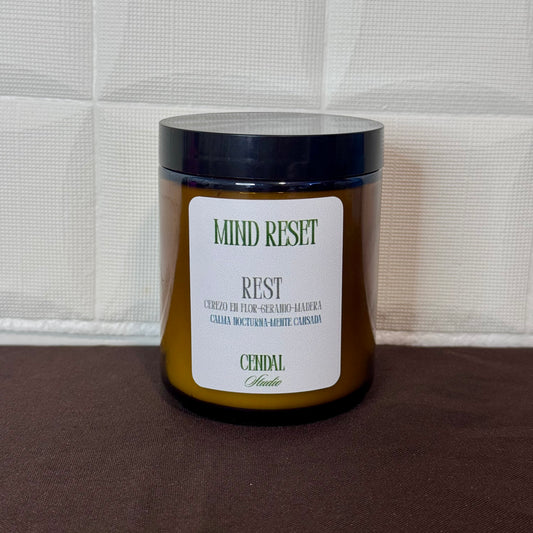 MIND RESET
REST
CEREZO EN FLOR-GERANIO-MADERA
CALMA NOCTURNA-MENTE CANSADA
CENDAL
Studio